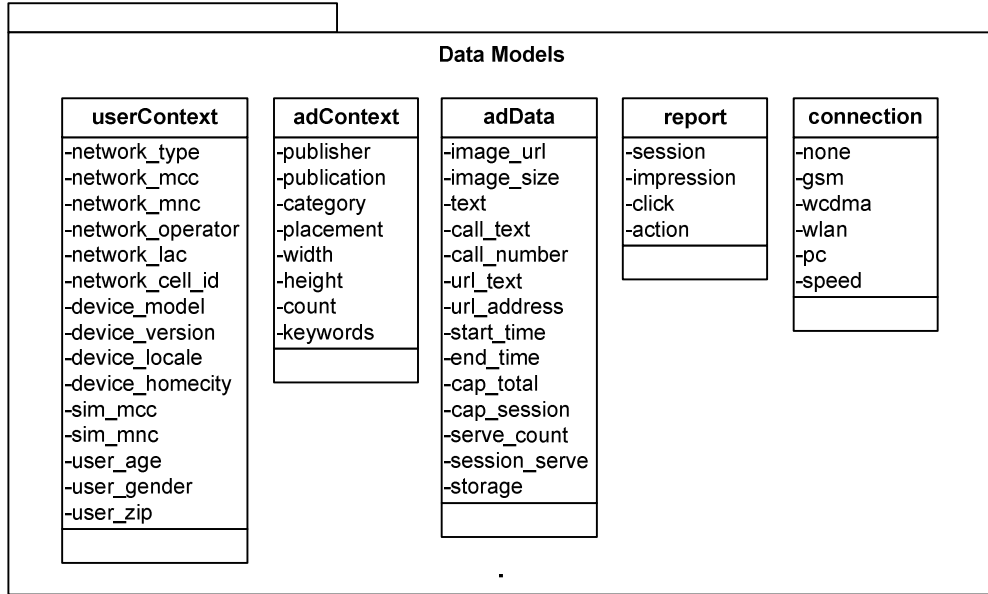 Data Models
userContext
-network_type
-network_mcc
-network_mnc
-network_operator
-network_lac
-network_cell_id
-device_model
-device_version
-device_locale
-device_homecity
-sim_mcc
-sim_mnc
-user_age
-user_gender
-user_zip
adContext
-publisher
-publication
-category
-placement
-width
-height
-count
-keywords
adData
-image_url
-image_size
-text
-call_text
-call_number
-url_text
-url_address
-start_time
-end_time
-cap_total
-cap_session
-serve_count
-session_serve
-storage
report
-session
-impression
-click
-action
connection
-none
-gsm
-wcdma
-wlan
-pc
-speed